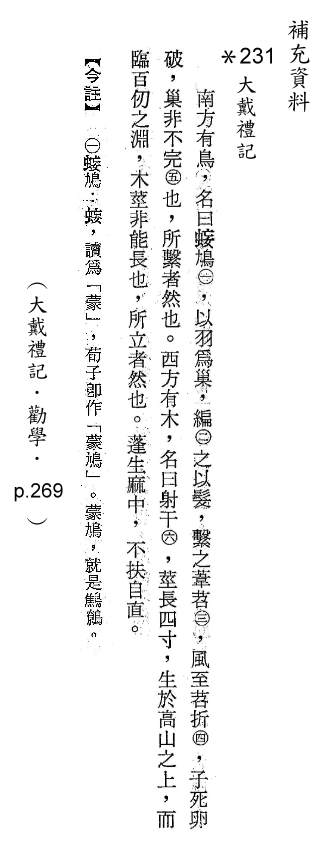 補充資料
*231
大戴禮記
南方有鳥，名曰蛟鳩㊀，以羽爲巢，編㊁之以髮，繫之葦苕㊂，風至苕折㊃，子死卵
破，巢非不完㊄也，所繫者然也。西方有木，名曰射干㊅，莖長四寸，生於高山之上，而
臨百仞之淵，木莖非能長也，所立者然也。蓬生麻中，不扶自直。
【今註】　㊀蛟鳩：蛟，讀爲「蒙」，荀子卽作「蒙鳩」。蒙鳩，就是鷦鷯。
（大戴禮記．勸學．p.269）